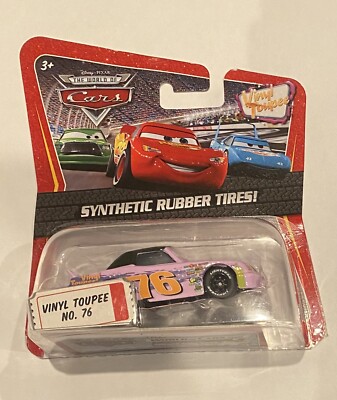 3+
Disney · PIXAR
THE WORLD OF
Cars
Vinyl
Toupee
SYNTHETIC RUBBER TIRES!
76
VINYL TOUPEE
NO. 76